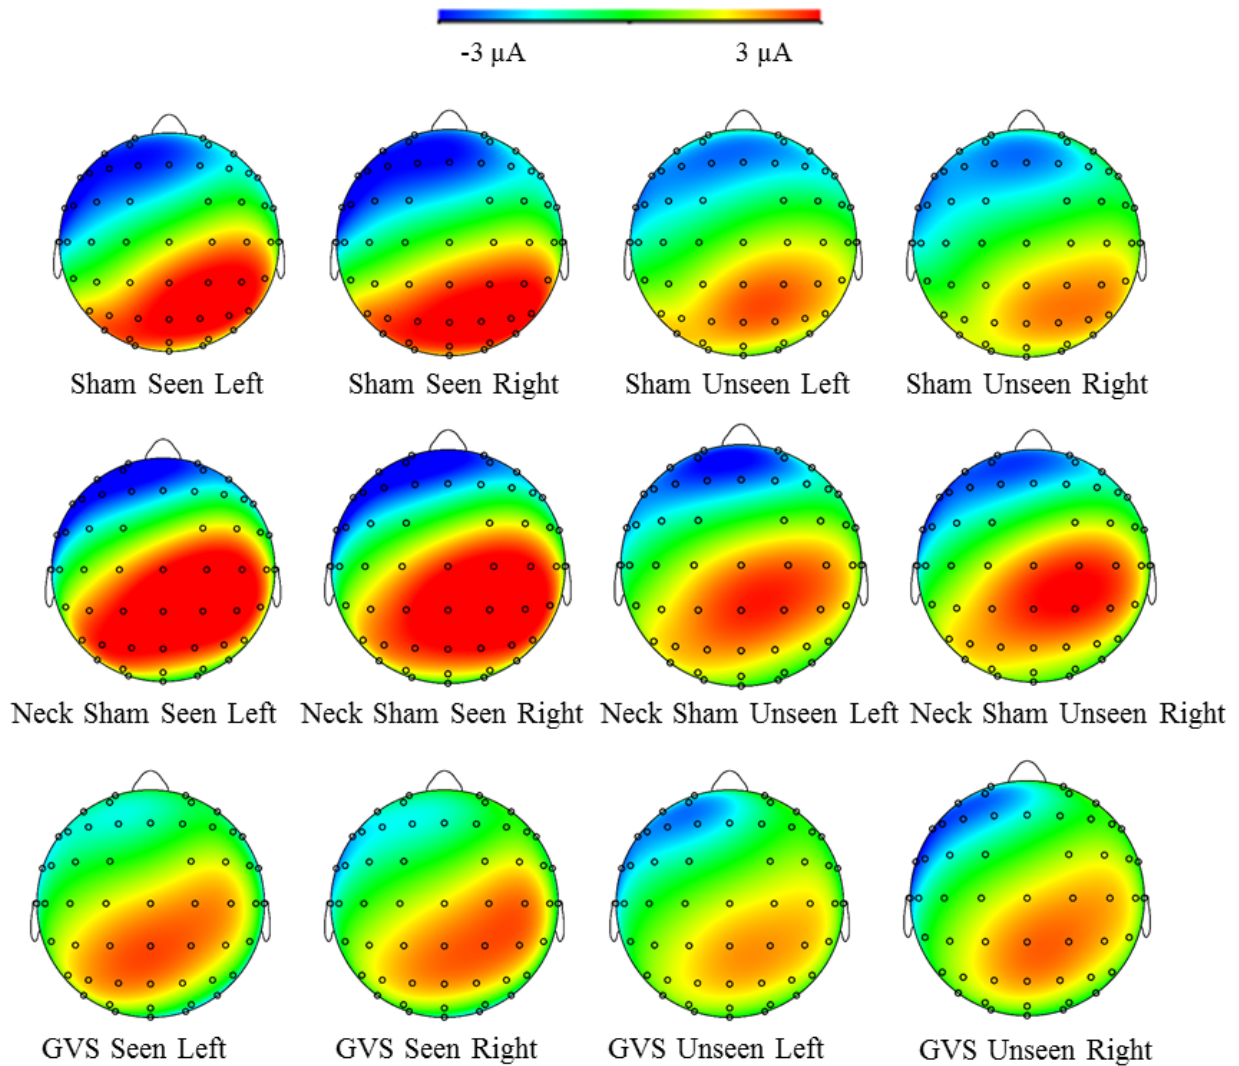 -3 µA 3 µA
Sham Seen Left Sham Seen Right Sham Unseen Left Sham Unseen Right
Neck Sham Seen Left Neck Sham Seen Right Neck Sham Unseen Left Neck Sham Unseen Right
GVS Seen Left GVS Seen Right GVS Unseen Left GVS Unseen Right